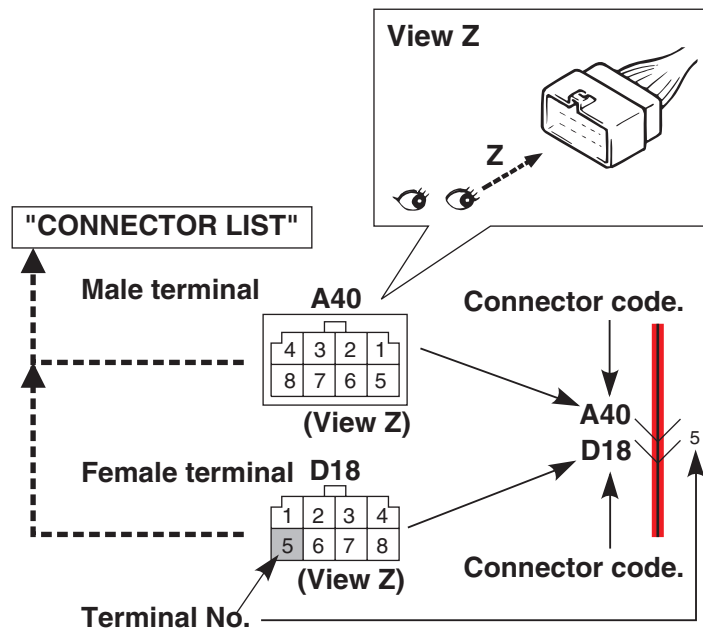 View Z
Z
"CONNECTOR LIST"
Male terminal
A40
4 3 2 1
8 7 6 5
(View Z)
Connector code.
A40
D18
5
Female terminal
D18
1 2 3 4
5 6 7 8
(View Z)
Connector code.
Terminal No.